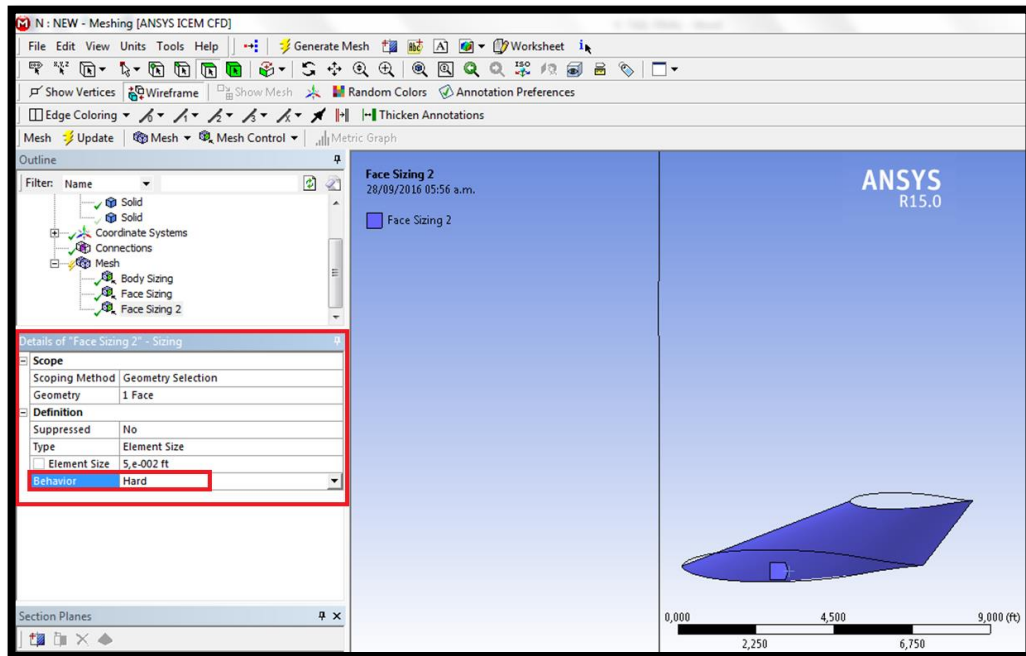 N : NEW - Meshing [ANSYS ICEM CFD]
File Edit View Units Tools Help Generate Mesh A Worksheet i
ISO
Show Vertices Wireframe Show Mesh Random Colors Annotation Preferences
Edge Coloring Thicken Annotations
Mesh Update Mesh Mesh Control Metric Graph
Outline
Filter: Name
Solid
Solid
Coordinate Systems
Connections
Mesh
Body Sizing
Face Sizing
Face Sizing 2
Details of "Face Sizing 2" - Sizing
Scope
Scoping Method Geometry Selection
Geometry 1 Face
Definition
Suppressed No
Type Element Size
Element Size 5,e-002 ft
Behavior Hard
Section Planes
Face Sizing 2
28/09/2016 05:56 a.m.
Face Sizing 2
ANSYS
R15.0
0,000 4,500 9,000 (ft)
2,250 6,750